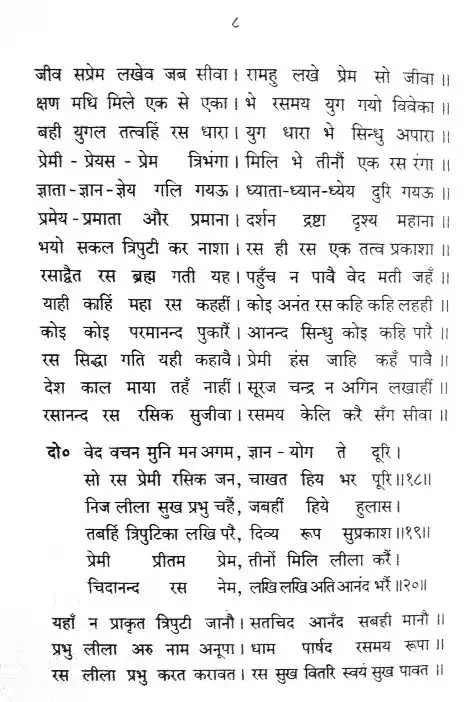 ८
जीव सप्रेम लखेव जब सीवा। रामहु लखे प्रेम सो जीवा॥
क्षण मधि मिले एक से एका। भे रसमय युग गयो विवेका॥
बही युगल तत्वहिं रस धारा। युग धारा भे सिन्धु अपारा॥
प्रेमी - प्रेयस - प्रेम त्रिभंगा। मिलि भे तीनौं एक रस रंगा॥
ज्ञाता-ज्ञान-ज्ञेय गलि गयऊ। ध्याता-ध्यान-ध्येय दुरि गयऊ॥
प्रमेय-प्रमाता और प्रमाना। दर्शन द्रष्टा दृश्य महाना॥
भयो सकल त्रिपुटी कर नाशा। रस ही रस एक तत्व प्रकाशा॥
रसाद्वैत रस ब्रह्म गती यह। पहुँच न पावै वेद मती जहँ॥
याही काहिं महा रस कहहीं। कोइ अनंत रस कहि कहि लहही॥
कोइ कोइ परमानन्द पुकारैं। आनन्द सिन्धु कोइ कहि पारै॥
रस सिद्धा गति यही कहावै। प्रेमी हंस जाहि कहँ पावै॥
देश काल माया तहँ नाहीं। सूरज चन्द्र न अगिन लखाहीं॥
रसानन्द रस रसिक सुजीवा। रसमय केलि करै सँग सीवा॥
दो० वेद वचन मुनि मन अगम, ज्ञान-योग ते दूरि।
सो रस प्रेमी रसिक जन, चाखत हिय भर पूरि॥१८॥
निज लीला सुख प्रभु चहैं, जबहीं हिये हुलास।
तबहिं त्रिपुटिका लखि परै, दिव्य रूप सुप्रकाश॥१९॥
प्रेमी प्रीतम प्रेम, तीनों मिलि लीला करैं।
चिदानन्द रस नेम, लखि लखि अति आनंद भरैं॥२०॥
यहाँ न प्राकृत त्रिपुटी जानौ। सतचिद आनँद सबही मानौ॥
प्रभु लीला अरु नाम अनूपा। धाम पार्षद रसमय रूपा॥
रस लीला प्रभु करत करावत। रस सुख वितरि स्वयं सुख पावत॥